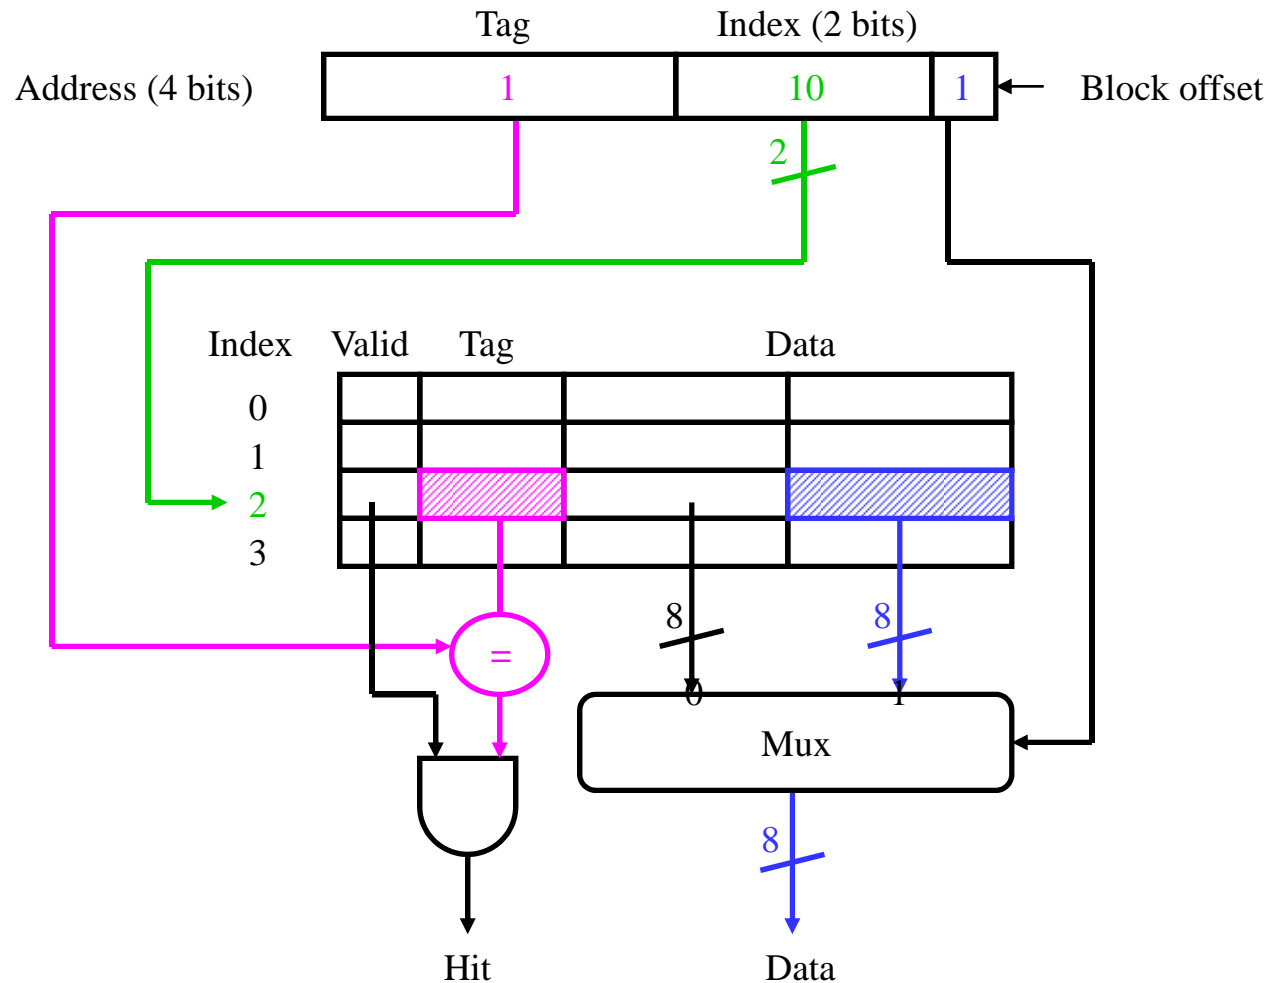 Tag Index (2 bits)
Address (4 bits) 1 10 1 Block offset
2
Index Valid Tag Data
0
1
2
3
8 8
=
0 1
Mux
8
Hit Data